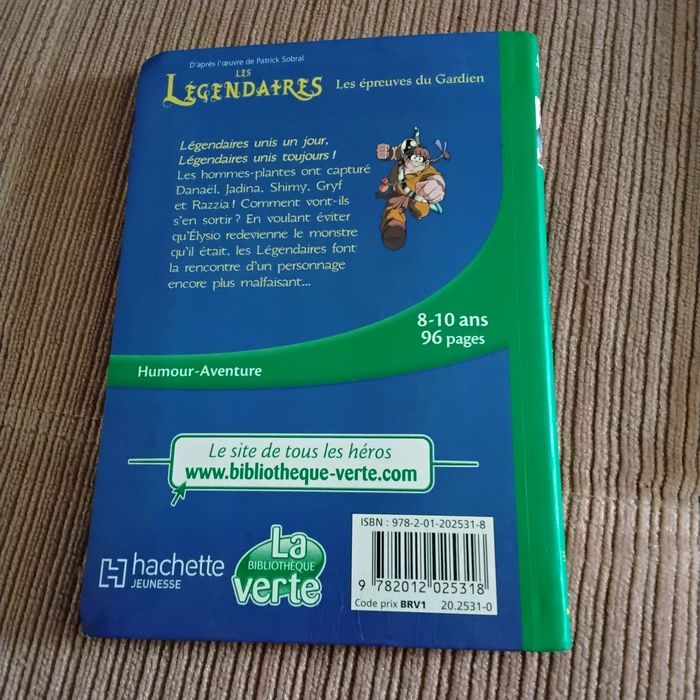 D'après l'œuvre de Patrick Sobral
LES
LÉGENDAIRES
Les épreuves du Gardien
Légendaires unis un jour,
Légendaires unis toujours !
Les hommes-plantes ont capturé
Danaël, Jadina, Shimy, Gryf
et Razzia ! Comment vont-ils
s'en sortir ? En voulant éviter
qu'Élysio redevienne le monstre
qu'il était, les Légendaires font
la rencontre d'un personnage
encore plus malfaisant...
8-10 ans
96 pages
Humour-Aventure
Le site de tous les héros
www.bibliotheque-verte.com
hachette
JEUNESSE
La
BIBLIOTHÈQUE
verte
ISBN : 978-2-01-202531-8
9 782012 025318
Code prix BRV1 20.2531-0